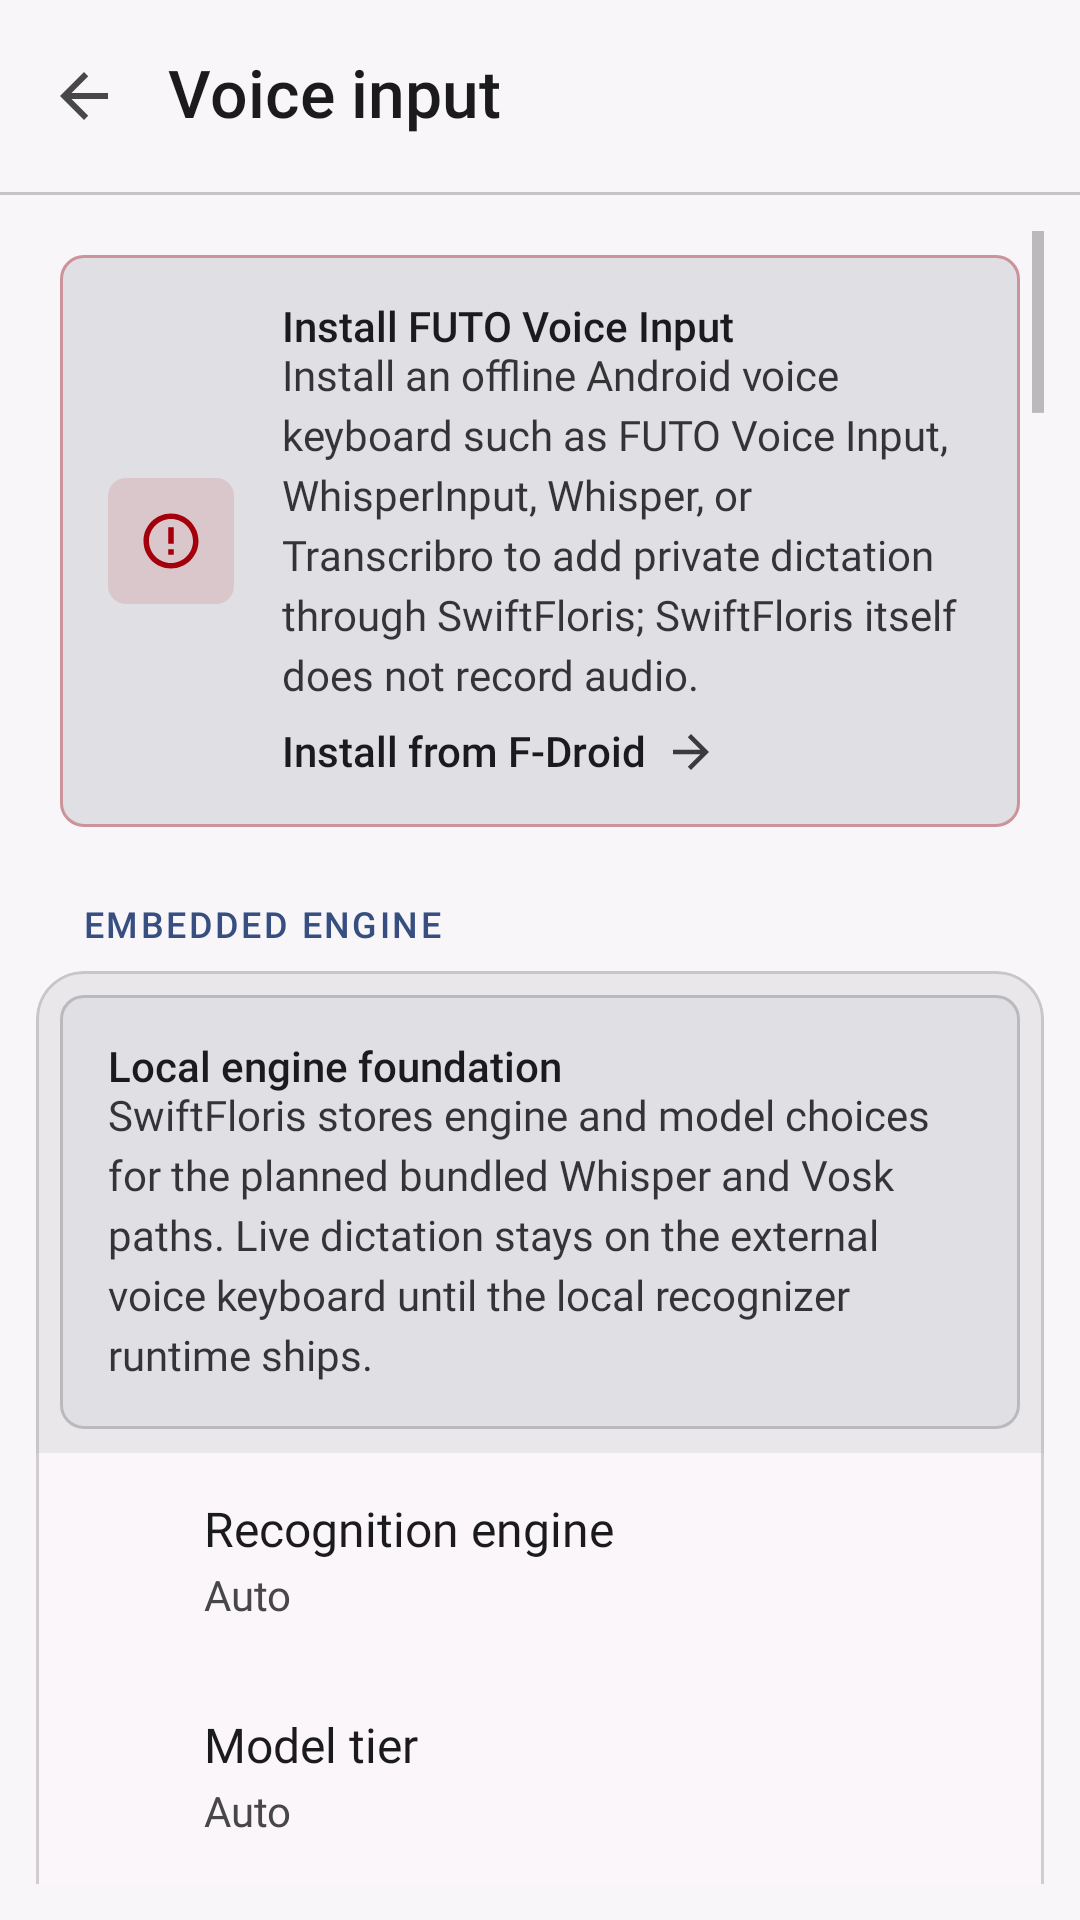 Voice input
Install FUTO Voice Input
Install an offline Android voice
keyboard such as FUTO Voice Input,
WhisperInput, Whisper, or
Transcribro to add private dictation
through SwiftFloris; SwiftFloris itself
does not record audio.
Install from F-Droid
EMBEDDED ENGINE
Local engine foundation
SwiftFloris stores engine and model choices
for the planned bundled Whisper and Vosk
paths. Live dictation stays on the external
voice keyboard until the local recognizer
runtime ships.
Recognition engine
Auto
Model tier
Auto